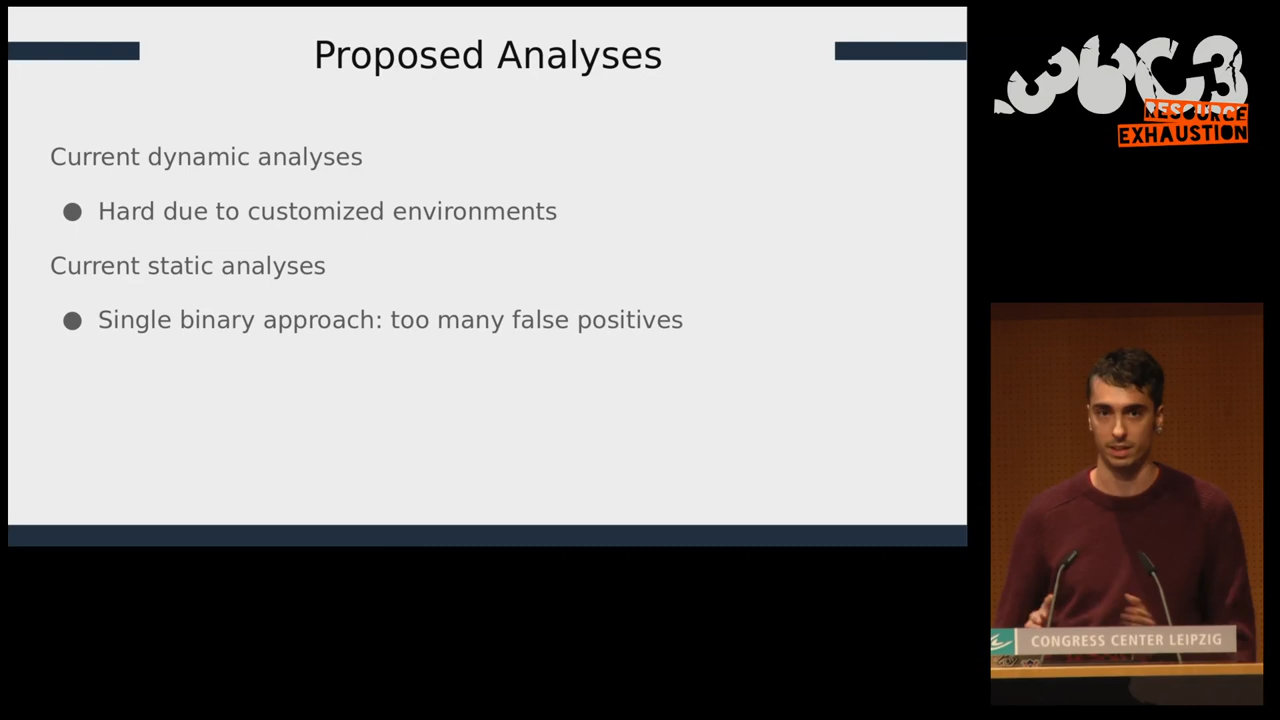 Proposed Analyses
Current dynamic analyses
● Hard due to customized environments
Current static analyses
● Single binary approach: too many false positives
36C3
RESOURCE
EXHAUSTION
CONGRESS CENTER LEIPZIG